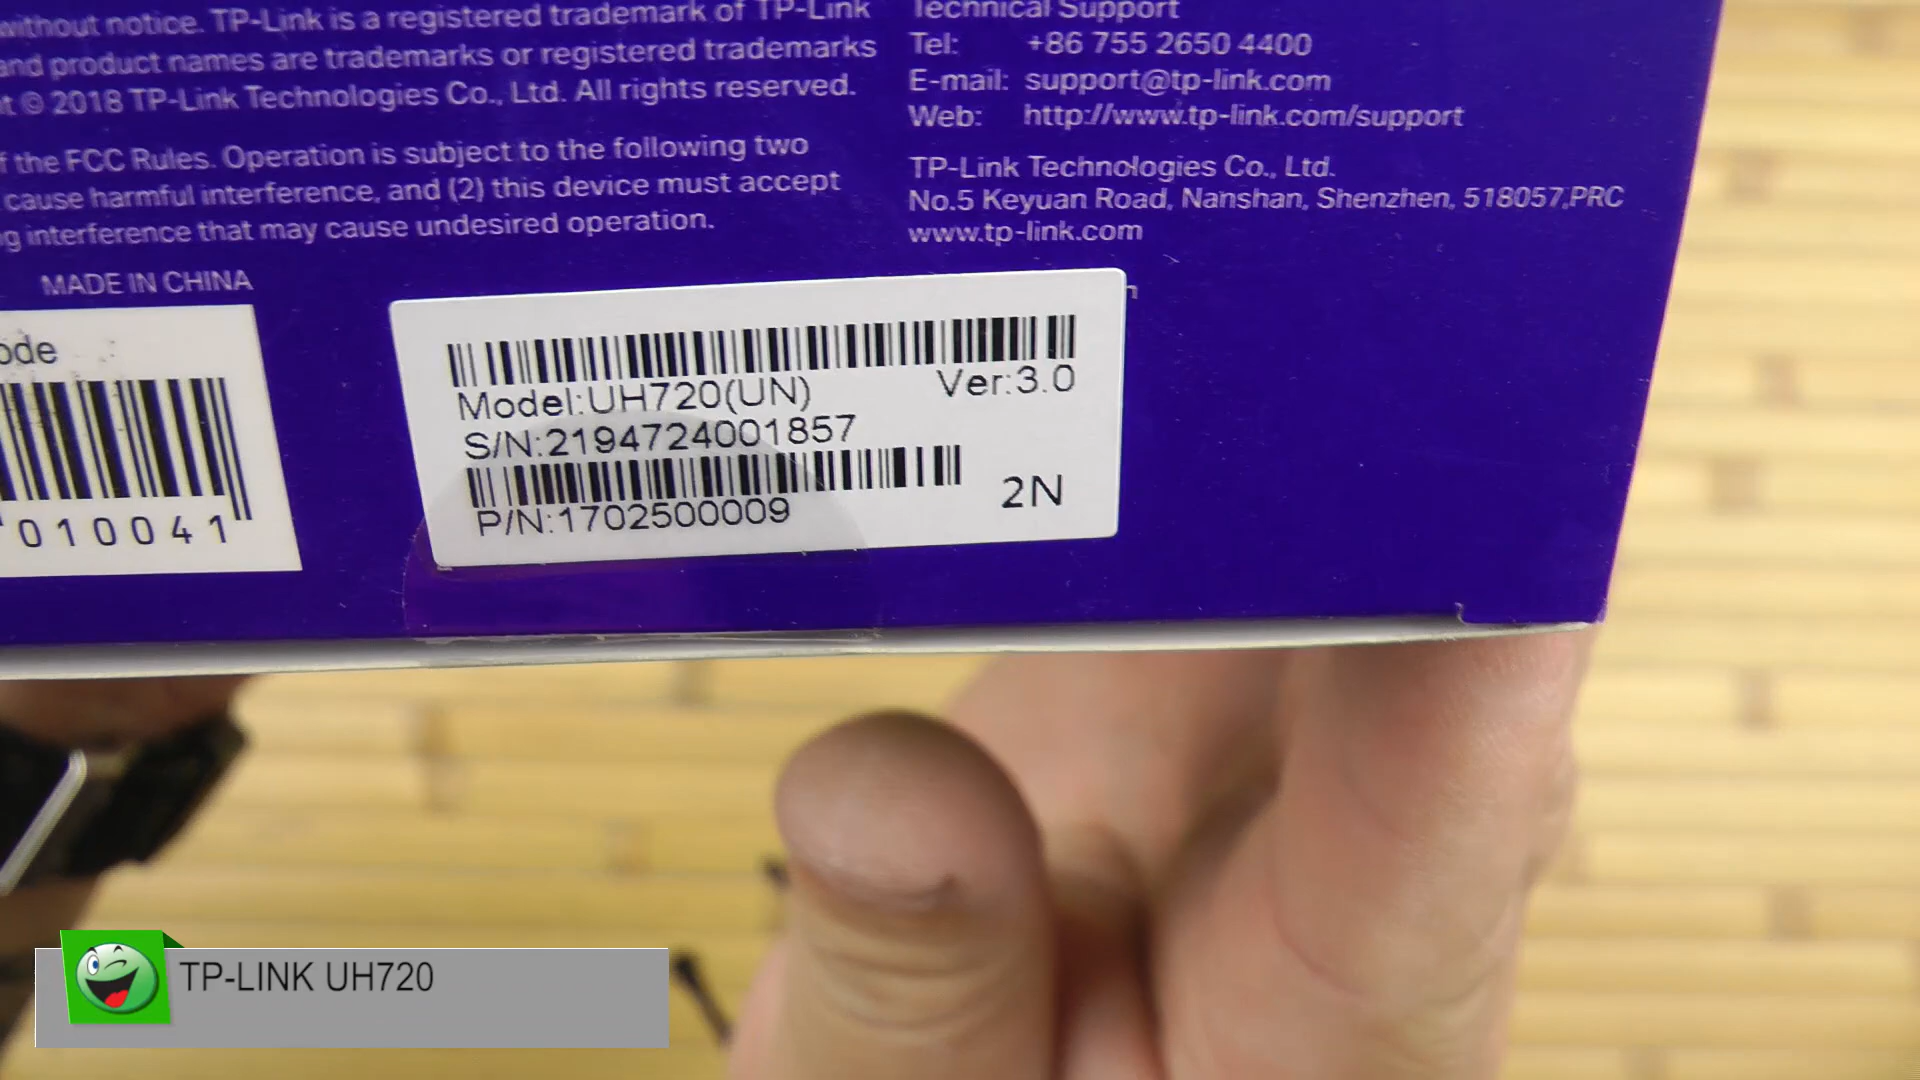 without notice. TP-Link is a registered trademark of TP-Link
and product names are trademarks or registered trademarks
© 2018 TP-Link Technologies Co., Ltd. All rights reserved.
the FCC Rules. Operation is subject to the following two
cause harmful interference, and (2) this device must accept
interference that may cause undesired operation.
MADE IN CHINA
Technical Support
Tel: +86 755 2650 4400
E-mail: support@tp-link.com
Web: http://www.tp-link.com/support
TP-Link Technologies Co., Ltd.
No.5 Keyuan Road, Nanshan, Shenzhen, 518057,PRC
www.tp-link.com
010041
Model:UH720(UN) Ver:3.0
S/N:2194724001857
P/N:1702500009 2N
TP-LINK UH720